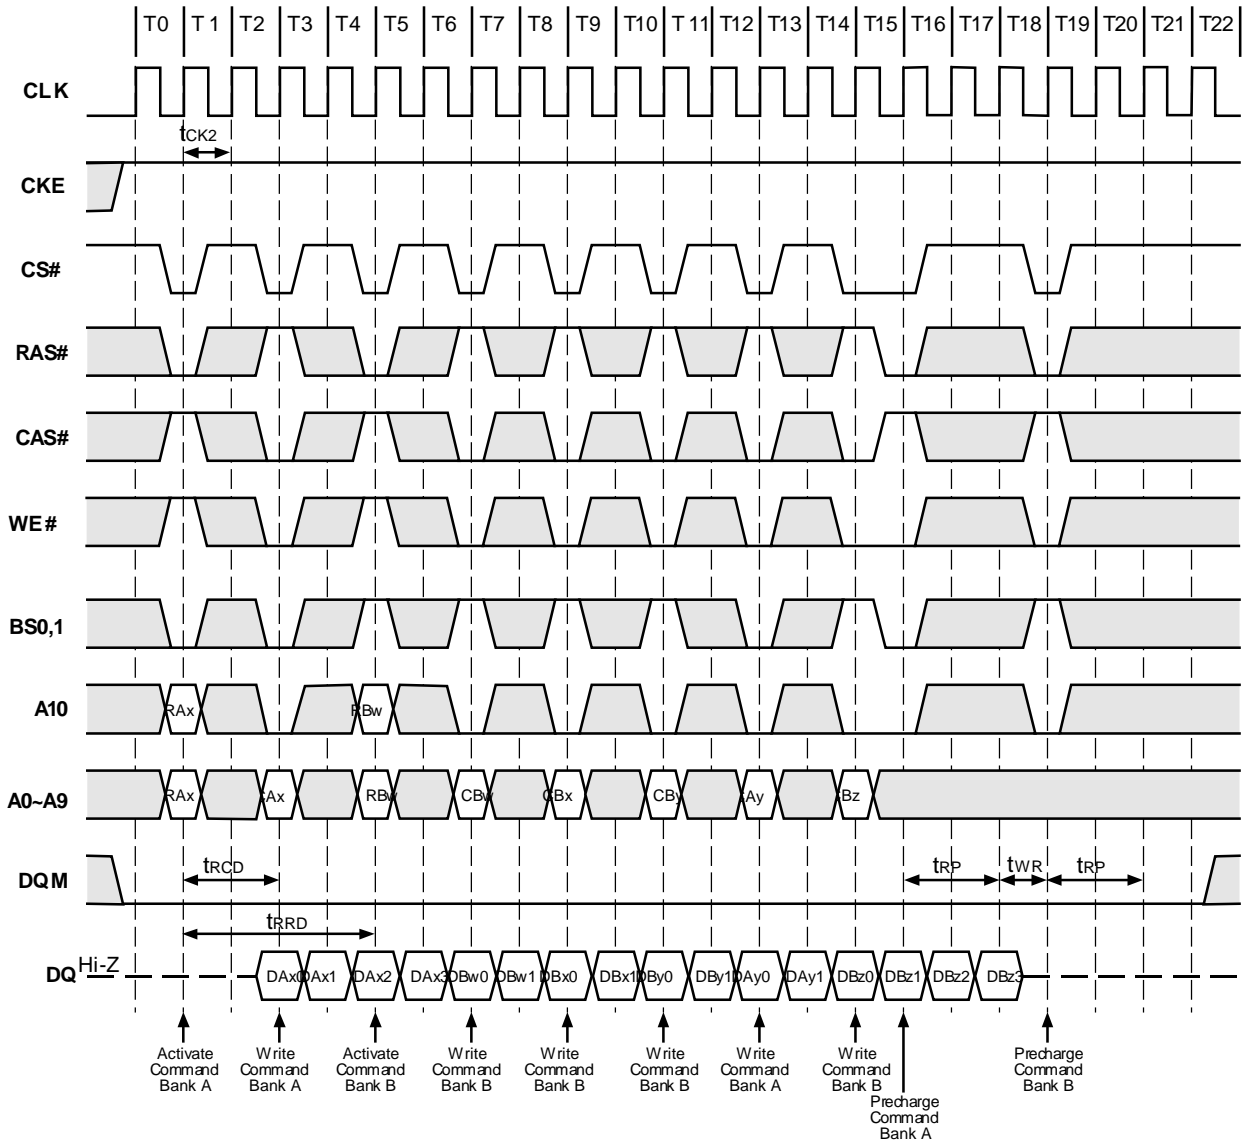 T0 T 1 T2 T3 T4 T5 T6 T7 T8 T9 T10 T 11 T12 T13 T14 T15 T16 T17 T18 T19 T20 T21 T22
CLK
tCK2
CKE
CS#
RAS#
CAS#
WE#
BS0,1
A10
RAx RBw
A0~A9
RAx Ax RBw CBw CBx CBy Ay Bz
DQM
tRCD tRP tWR tRP
tRRD
DQ Hi-Z
DAx0 DAx1 DAx2 DAx3 DBw0 DBw1 DBx0 DBx1 DBy0 DBy1 DAy0 DAy1 DBz0 DBz1 DBz2 DBz3
Activate Command Bank A
Write Command Bank A
Activate Command Bank B
Write Command Bank B
Write Command Bank B
Write Command Bank B
Write Command Bank A
Write Command Bank B
Precharge Command Bank A
Precharge Command Bank B